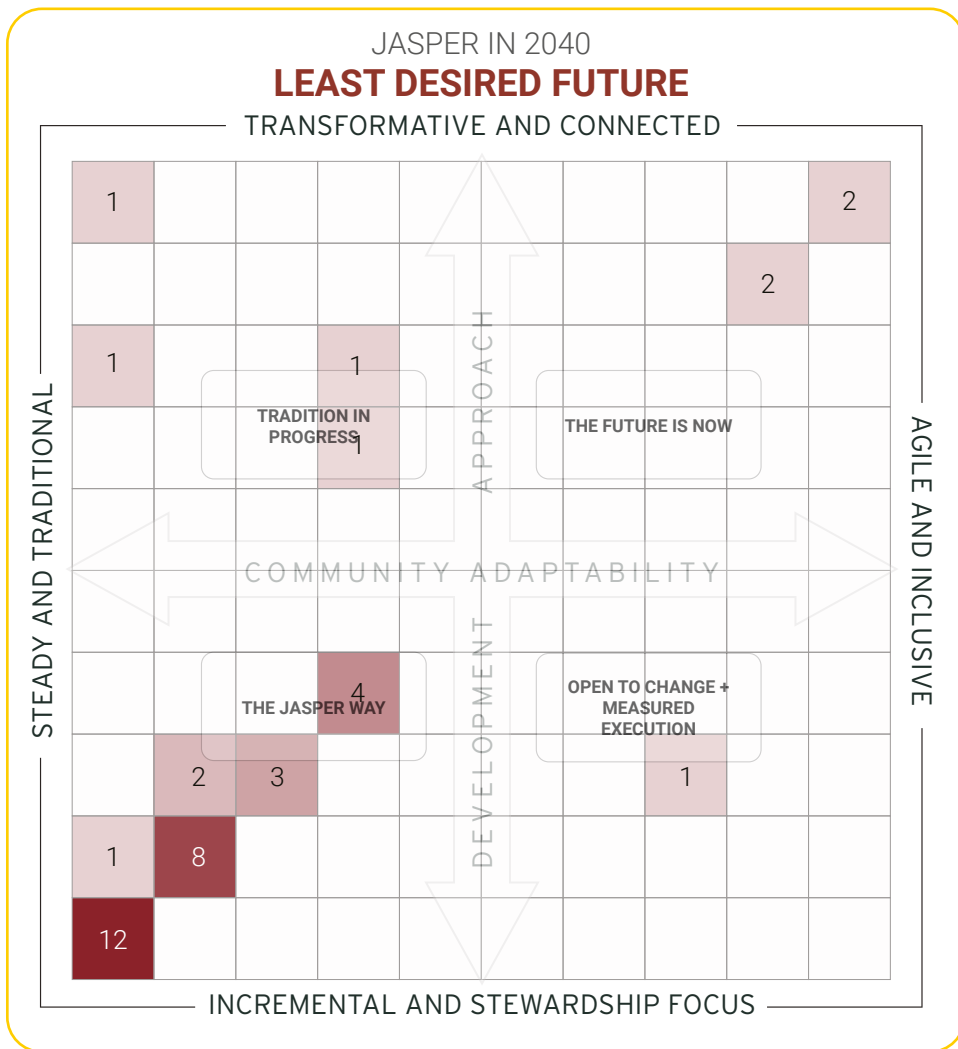 JASPER IN 2040
LEAST DESIRED FUTURE
TRANSFORMATIVE AND CONNECTED
1
2
2
1
1
TRADITION IN
PROGRESS
1
THE FUTURE IS NOW
STEADY AND TRADITIONAL
AGILE AND INCLUSIVE
COMMUNITY ADAPTABILITY
DEVELOPMENT APPROACH
4
THE JASPER WAY
OPEN TO CHANGE +
MEASURED
EXECUTION
2
3
1
1
8
12
INCREMENTAL AND STEWARDSHIP FOCUS